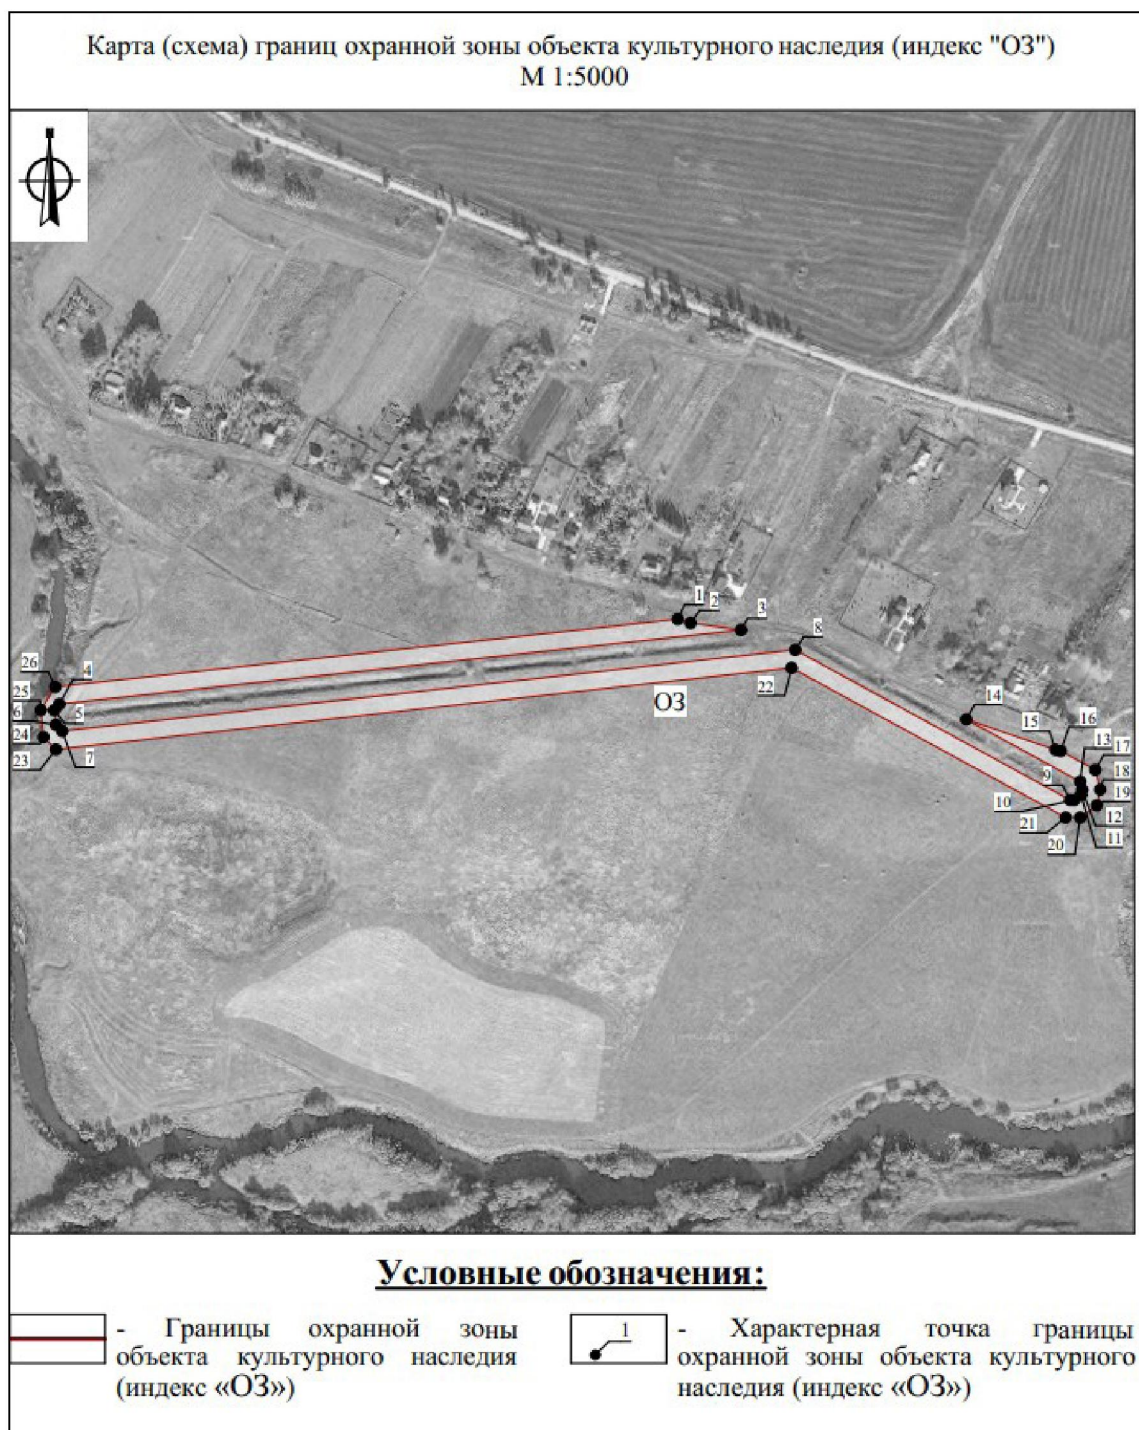 Карта (схема) границ охранной зоны объекта культурного наследия (индекс "ОЗ")
М 1:5000
1
2
3
8
26
4
25
22
ОЗ
14
6
5
15
16
13
17
24
9
18
23
7
10
19
12
21
20
11
Условные обозначения:
- Границы охранной зоны
объекта культурного наследия
(индекс «ОЗ»)
1
- Характерная точка границы
охранной зоны объекта культурного
наследия (индекс «ОЗ»)